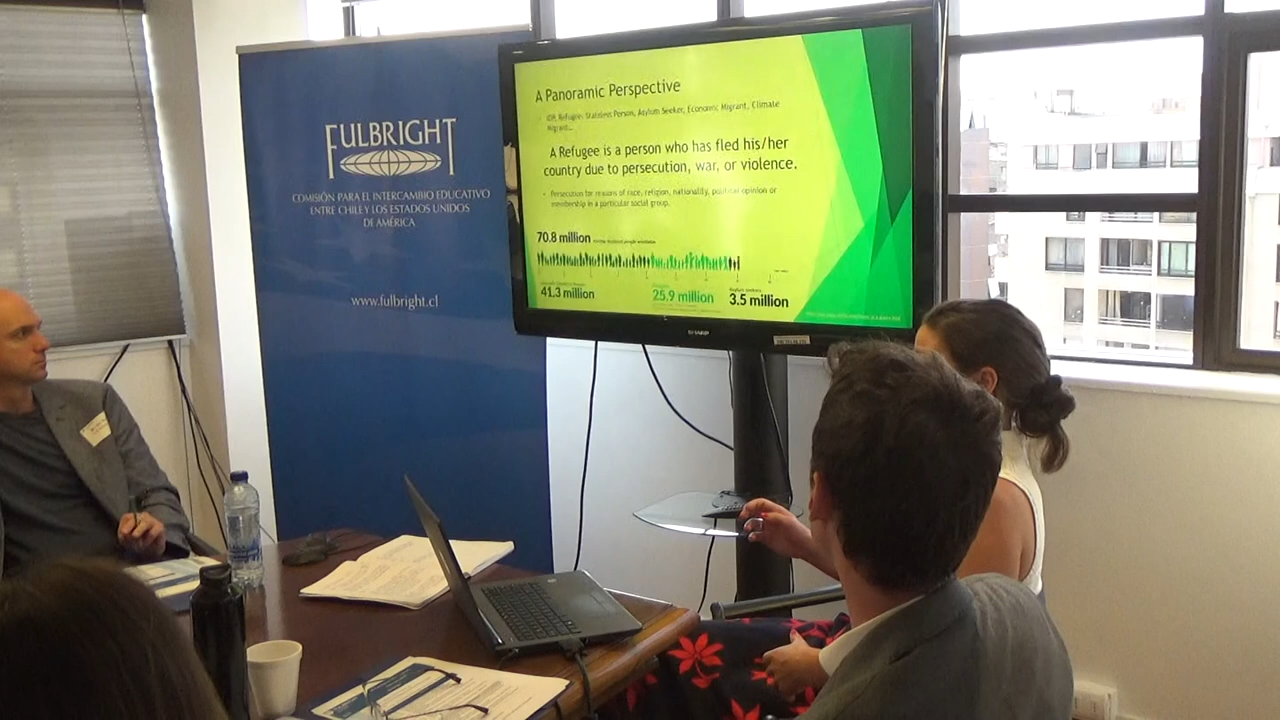 FULBRIGHT
COMISIÓN PARA EL INTERCAMBIO EDUCATIVO
ENTRE CHILE Y LOS ESTADOS UNIDOS
DE AMÉRICA
www.fulbright.cl
A Panoramic Perspective
IDP, Refugee, Stateless Person, Asylum Seeker, Economic Migrant, Climate
Migrant...
A Refugee is a person who has fled his/her
country due to persecution, war, or violence.
Persecution for reasons of race, religion, nationality, political opinion or
membership in a particular social group.
70.8 million
41.3 million
25.9 million
3.5 million
SHARP